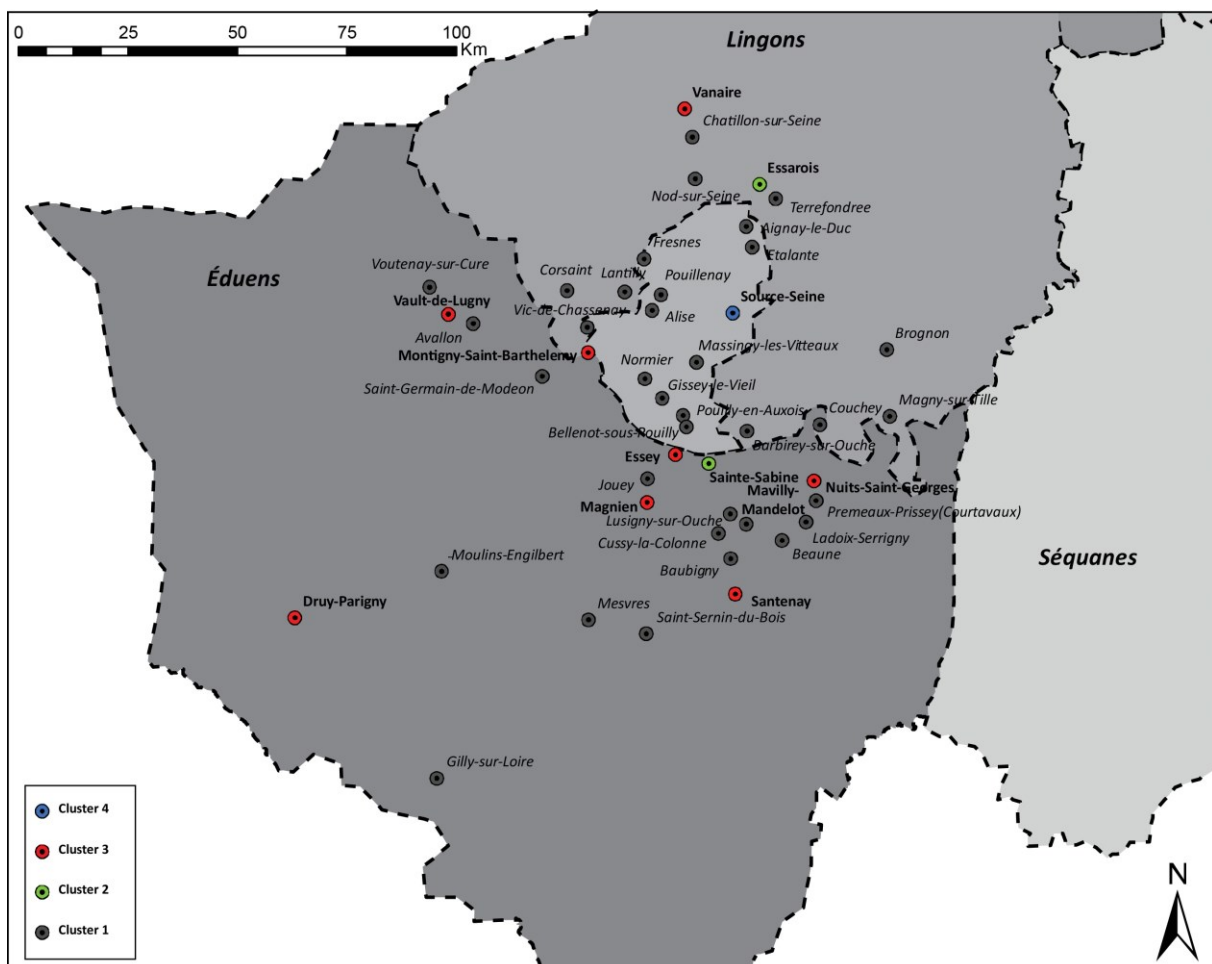 0 25 50 75 100
Km
Lingons
Vanaire
Chatillon-sur-Seine
Essarois
Nod-sur-Seine
Terrefondree
Aignay-le-Duc
Etalante
Fresnes
Voutenay-sur-Cure
Corsaint
Lantilly
Pouillenay
Éduens
Vault-de-Lugny
Source-Seine
Vic-de-Chassenay
Alise
Avallon
Brognon
Montigny-Saint-Barthelemy
Normier
Massinay-les-Vitteaux
Saint-Germain-de-Modeon
Gissey-le-Vieil
Pouilly-en-Auxois
Couchey
Magny-sur-Tille
Bellenot-sous-Pouilly
Barbirey-sur-Ouche
Essey
Sainte-Sabine
Jouey
Mavilly-
Mandelot
Nuits-Saint-Georges
Magnien
Premeaux-Prissey(Courtavaux)
Lusigny-sur-Ouche
Cussy-la-Colonne
Ladoix-Serrigny
Beaune
Moulins-Engilbert
Baubigny
Séquanes
Druy-Parigny
Mesvres
Santenay
Saint-Sernin-du-Bois
Gilly-sur-Loire
Cluster 4
Cluster 3
Cluster 2
Cluster 1
N